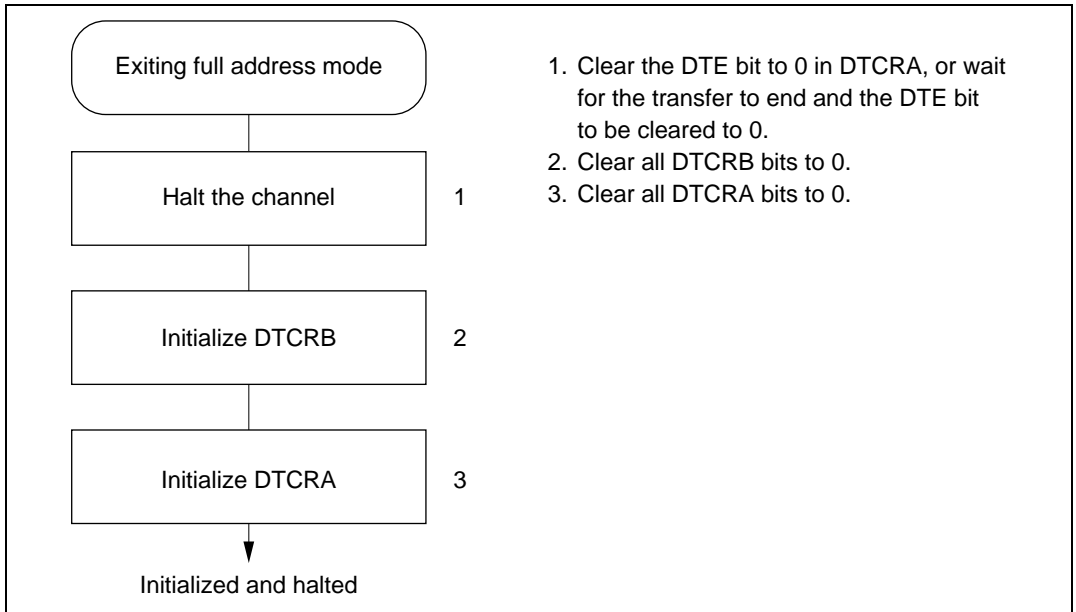 Exiting full address mode
Halt the channel
1
Initialize DTCRB
2
Initialize DTCRA
3
Initialized and halted
1. Clear the DTE bit to 0 in DTCRA, or wait
for the transfer to end and the DTE bit
to be cleared to 0.
2. Clear all DTCRB bits to 0.
3. Clear all DTCRA bits to 0.